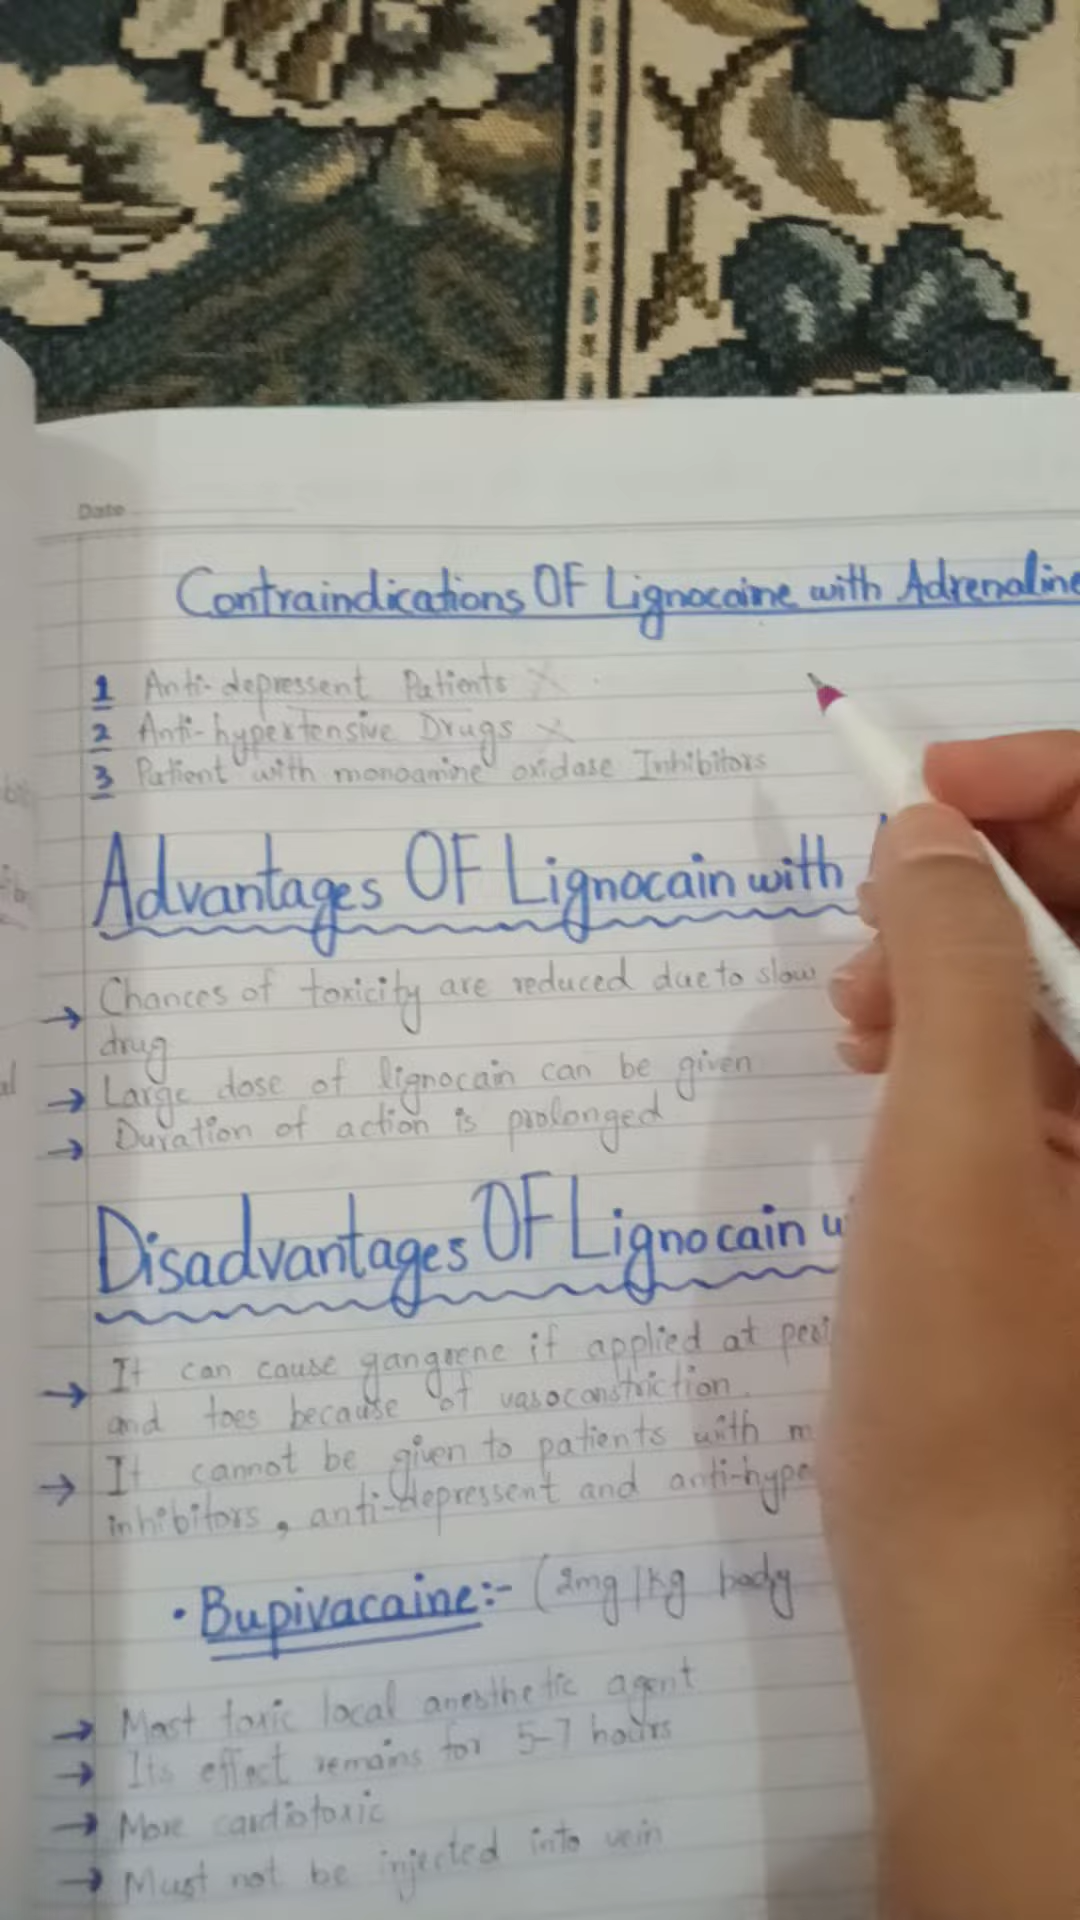 Date
Contraindications OF Lignocaine with Adrenaline
1 Anti-depressent Patients X
2 Anti-hypertensive Drugs X
3 Patient with monoamine oxidase Inhibitors
Advantages OF Lignocain with
→ Chances of toxicity are reduced due to slow
drug
→ Large dose of lignocain can be given
→ Duration of action is prolonged
Disadvantages OF Lignocain
→ It can cause gangrene if applied at
and toes because of vasoconstriction.
→ It cannot be given to patients with
inhibitors, anti-depressent and
• Bupivacaine:- (2mg/kg body
→ Most toxic local anesthetic agent
→ Its effect remains for 5-7 hours
→ More cardiotoxic
→ Must not be injected into vein